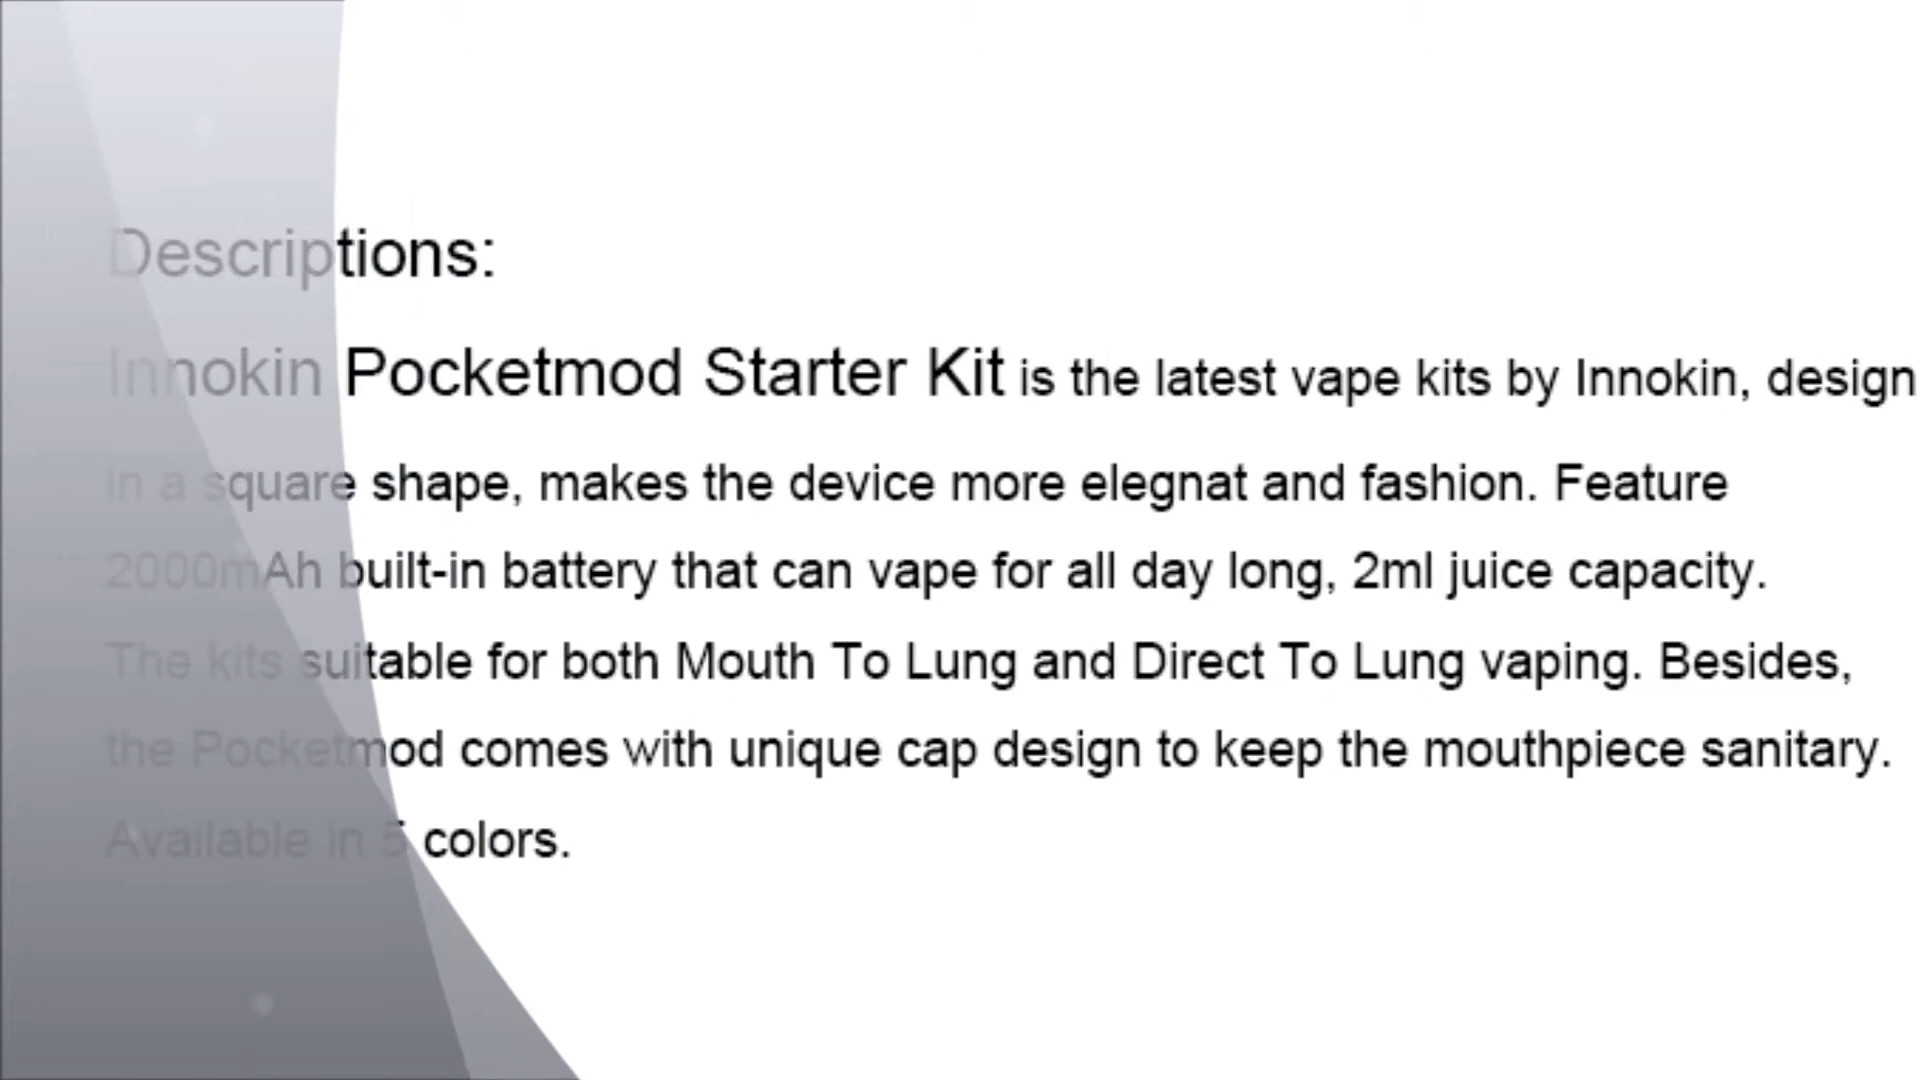 Descriptions:
Innokin Pocketmod Starter Kit is the latest vape kits by Innokin, design
in a square shape, makes the device more elegnat and fashion. Feature
2000mAh built-in battery that can vape for all day long, 2ml juice capacity.
The kits suitable for both Mouth To Lung and Direct To Lung vaping. Besides,
the Pocketmod comes with unique cap design to keep the mouthpiece sanitary.
Available in 5 colors.